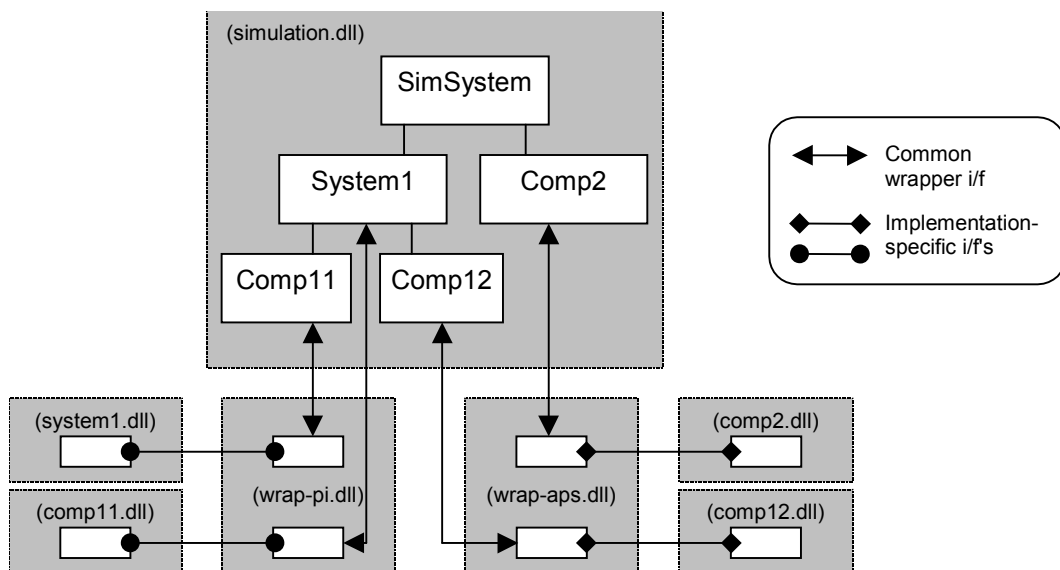 (simulation.dll)
SimSystem
System1
Comp2
Comp11
Comp12
Common
wrapper i/f
Implementation-
specific i/f's
(system1.dll)
(comp2.dll)
(wrap-pi.dll)
(wrap-aps.dll)
(comp11.dll)
(comp12.dll)